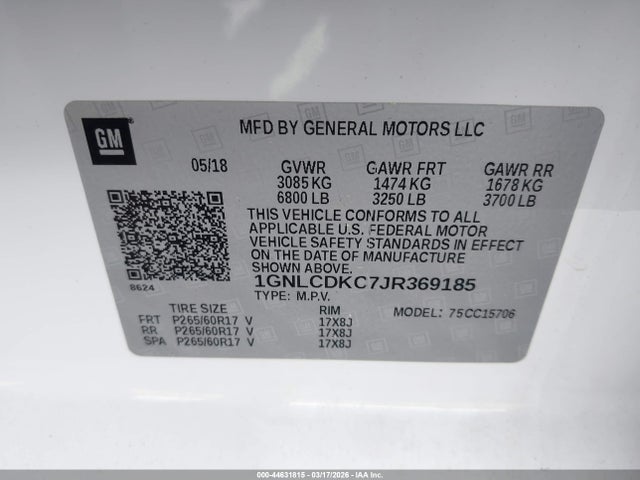 GM
MFD BY GENERAL MOTORS LLC
05/18 GVWR GAWR FRT GAWR RR
3085 KG 1474 KG 1678 KG
6800 LB 3250 LB 3700 LB
THIS VEHICLE CONFORMS TO ALL
APPLICABLE U.S. FEDERAL MOTOR
VEHICLE SAFETY STANDARDS IN EFFECT
ON THE DATE OF MANUFACTURE
SHOWN ABOVE.
8624
1GNLCDKC7JR369185
TYPE: M.P.V.
TIRE SIZE RIM MODEL: 75CC15706
FRT P265/60R17 V 17X8J
RR P265/60R17 V 17X8J
SPA P265/60R17 V 17X8J
000-44631815 - 03/17/2026 - IAAI.COM